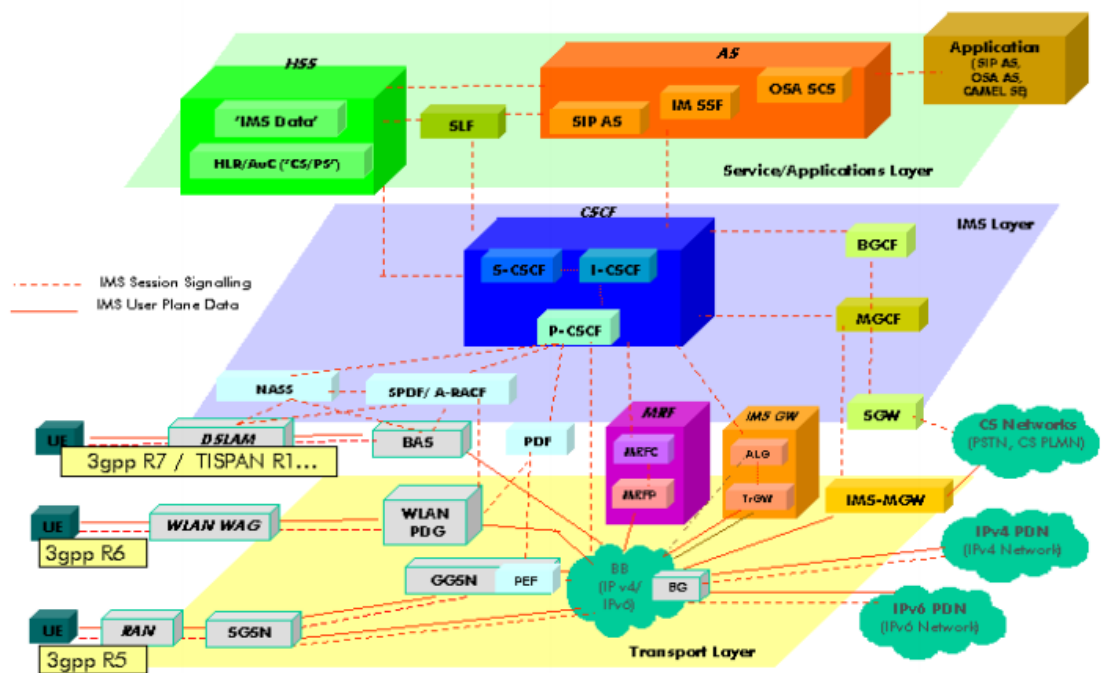 HSS
AS
Application
(SIP AS,
OSA AS,
CAMEL SE)
'IMS Data'
SLF
SIP AS
IM SSF
OSA SCS
HLR/AuC ('CS/PS')
Service/Applications Layer
CSCF
IMS Layer
S-CSCF
I-CSCF
BGCF
IMS Session Signalling
IMS User Plane Data
P-CSCF
MGCF
NASS
SPDF/ A-RACF
MRF
IMS GW
SGW
CS Networks
(PSTN, CS PLMN)
UE
DSLAM
BAS
PDF
MRFC
ALG
3gpp R7 / TISPAN R1...
MRFP
TrGW
IMS-MGW
UE
WLAN WAG
WLAN
PDG
3gpp R6
IPv4 PDN
(IPv4 Network)
GGSN
PEF
BB
(IP v4/
IPv6)
BG
UE
RAN
SGSN
IPv6 PDN
(IPv6 Network)
3gpp R5
Transport Layer